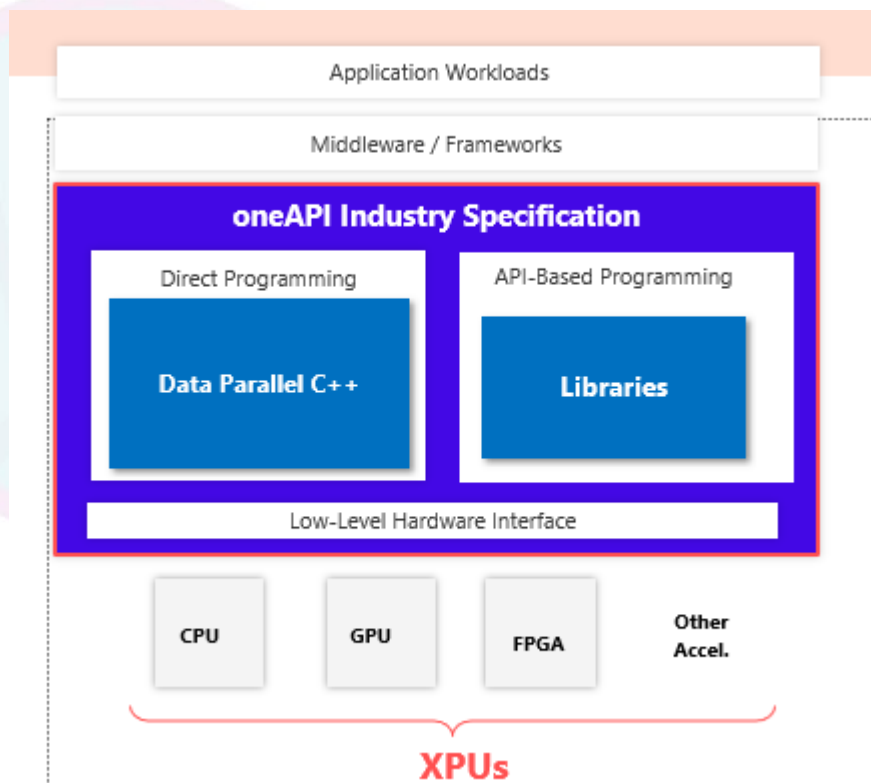 Application Workloads
Middleware / Frameworks
oneAPI Industry Specification
Direct Programming
API-Based Programming
Data Parallel C++
Libraries
Low-Level Hardware Interface
CPU
GPU
FPGA
Other
Accel.
XPUs